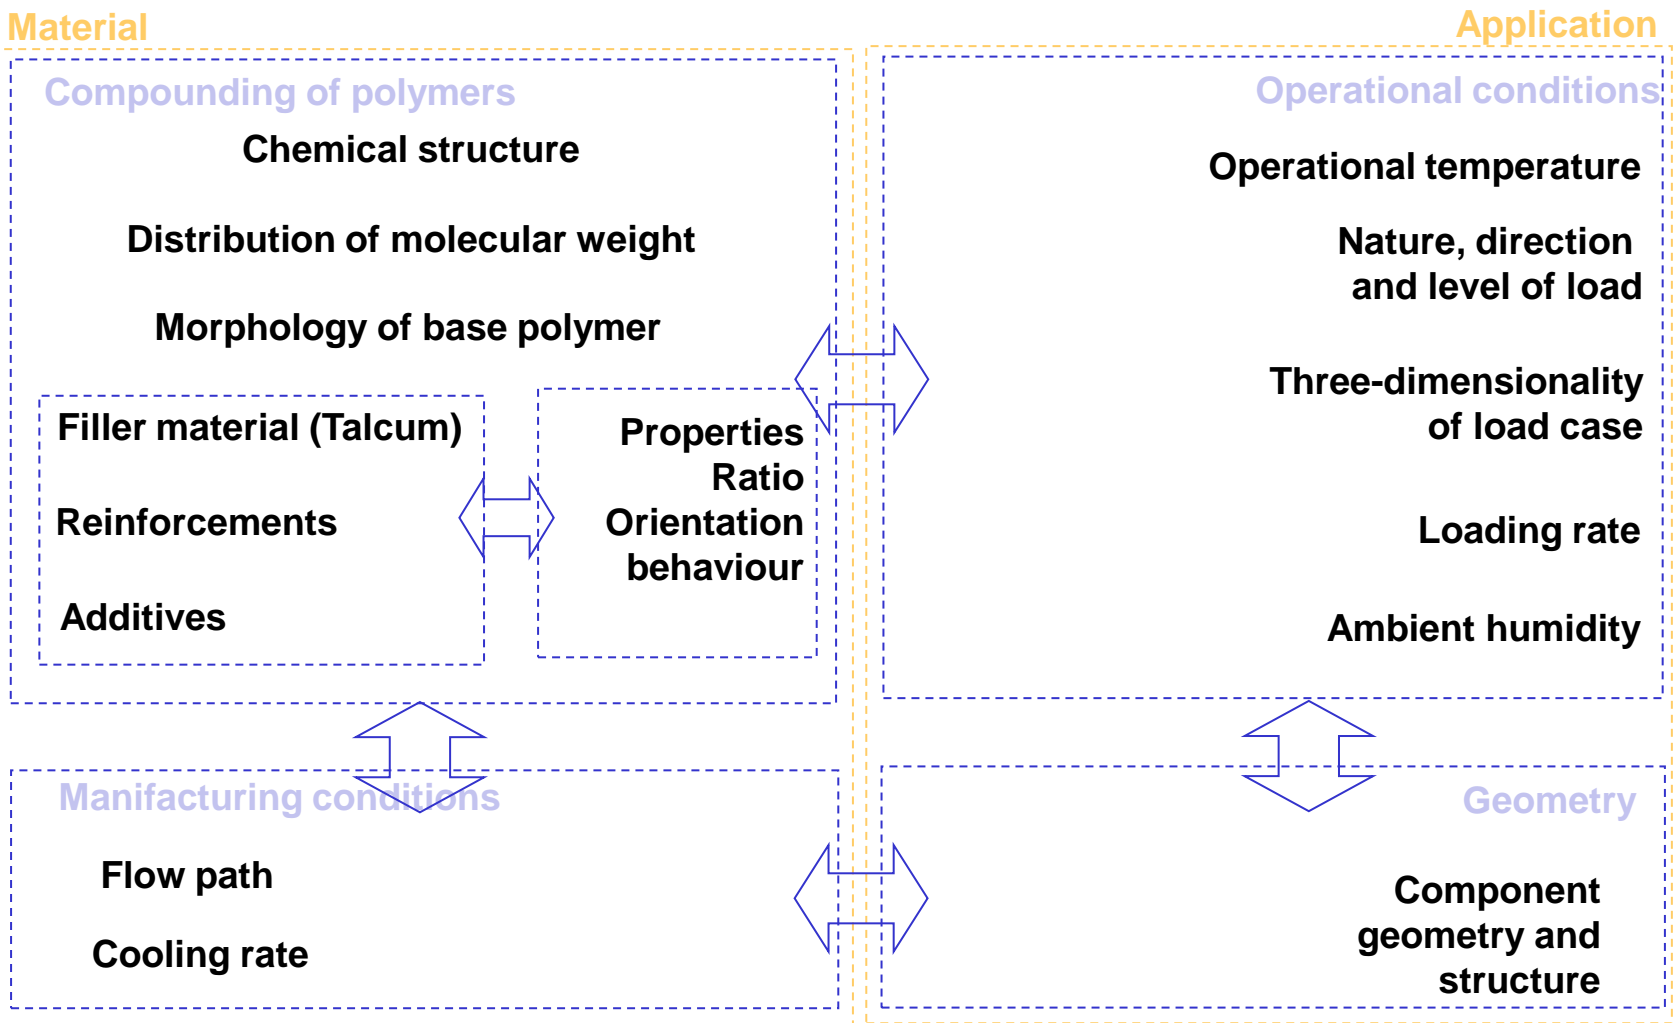 Material
Compounding of polymers
Chemical structure
Distribution of molecular weight
Morphology of base polymer
Filler material (Talcum)
Reinforcements
Additives
Properties
Ratio
Orientation
behaviour
Manifacturing conditions
Flow path
Cooling rate
Application
Operational conditions
Operational temperature
Nature, direction
and level of load
Three-dimensionality
of load case
Loading rate
Ambient humidity
Geometry
Component
geometry and
structure